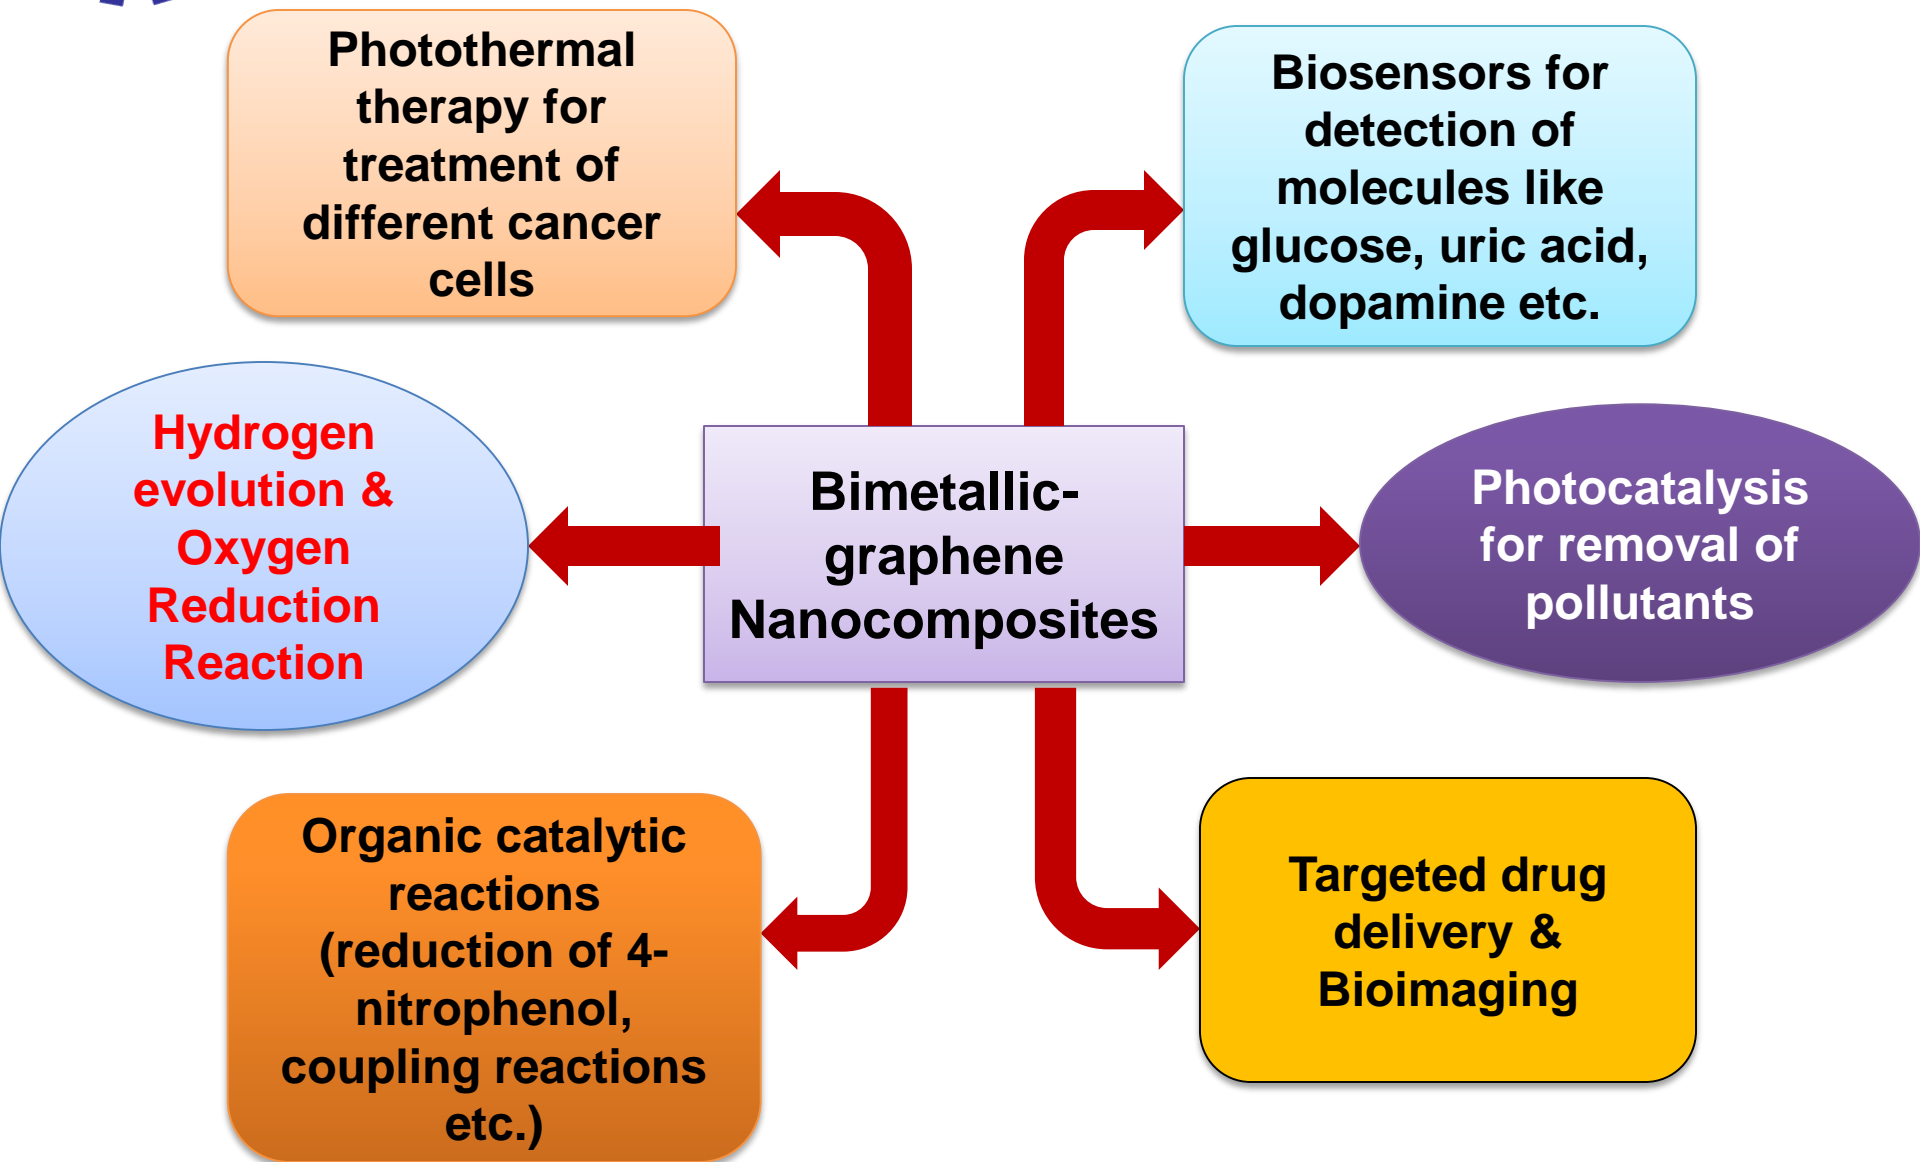 Photothermal
therapy for
treatment of
different cancer
cells
Biosensors for
detection of
molecules like
glucose, uric acid,
dopamine etc.
Hydrogen
evolution &
Oxygen
Reduction
Reaction
Bimetallic-
graphene
Nanocomposites
Photocatalysis
for removal of
pollutants
Organic catalytic
reactions
(reduction of 4-
nitrophenol,
coupling reactions
etc.)
Targeted drug
delivery &
Bioimaging